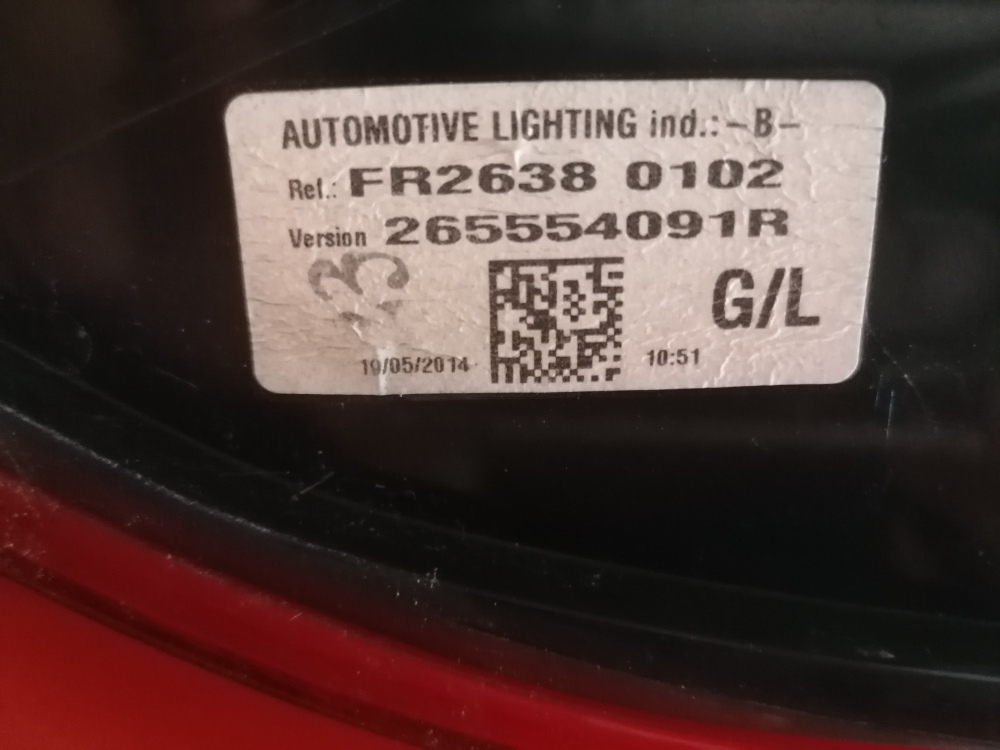 AUTOMOTIVE LIGHTING ind.: -B-
Ref.: FR2638 0102
Version 265554091R
G/L
19/05/2014 10:51